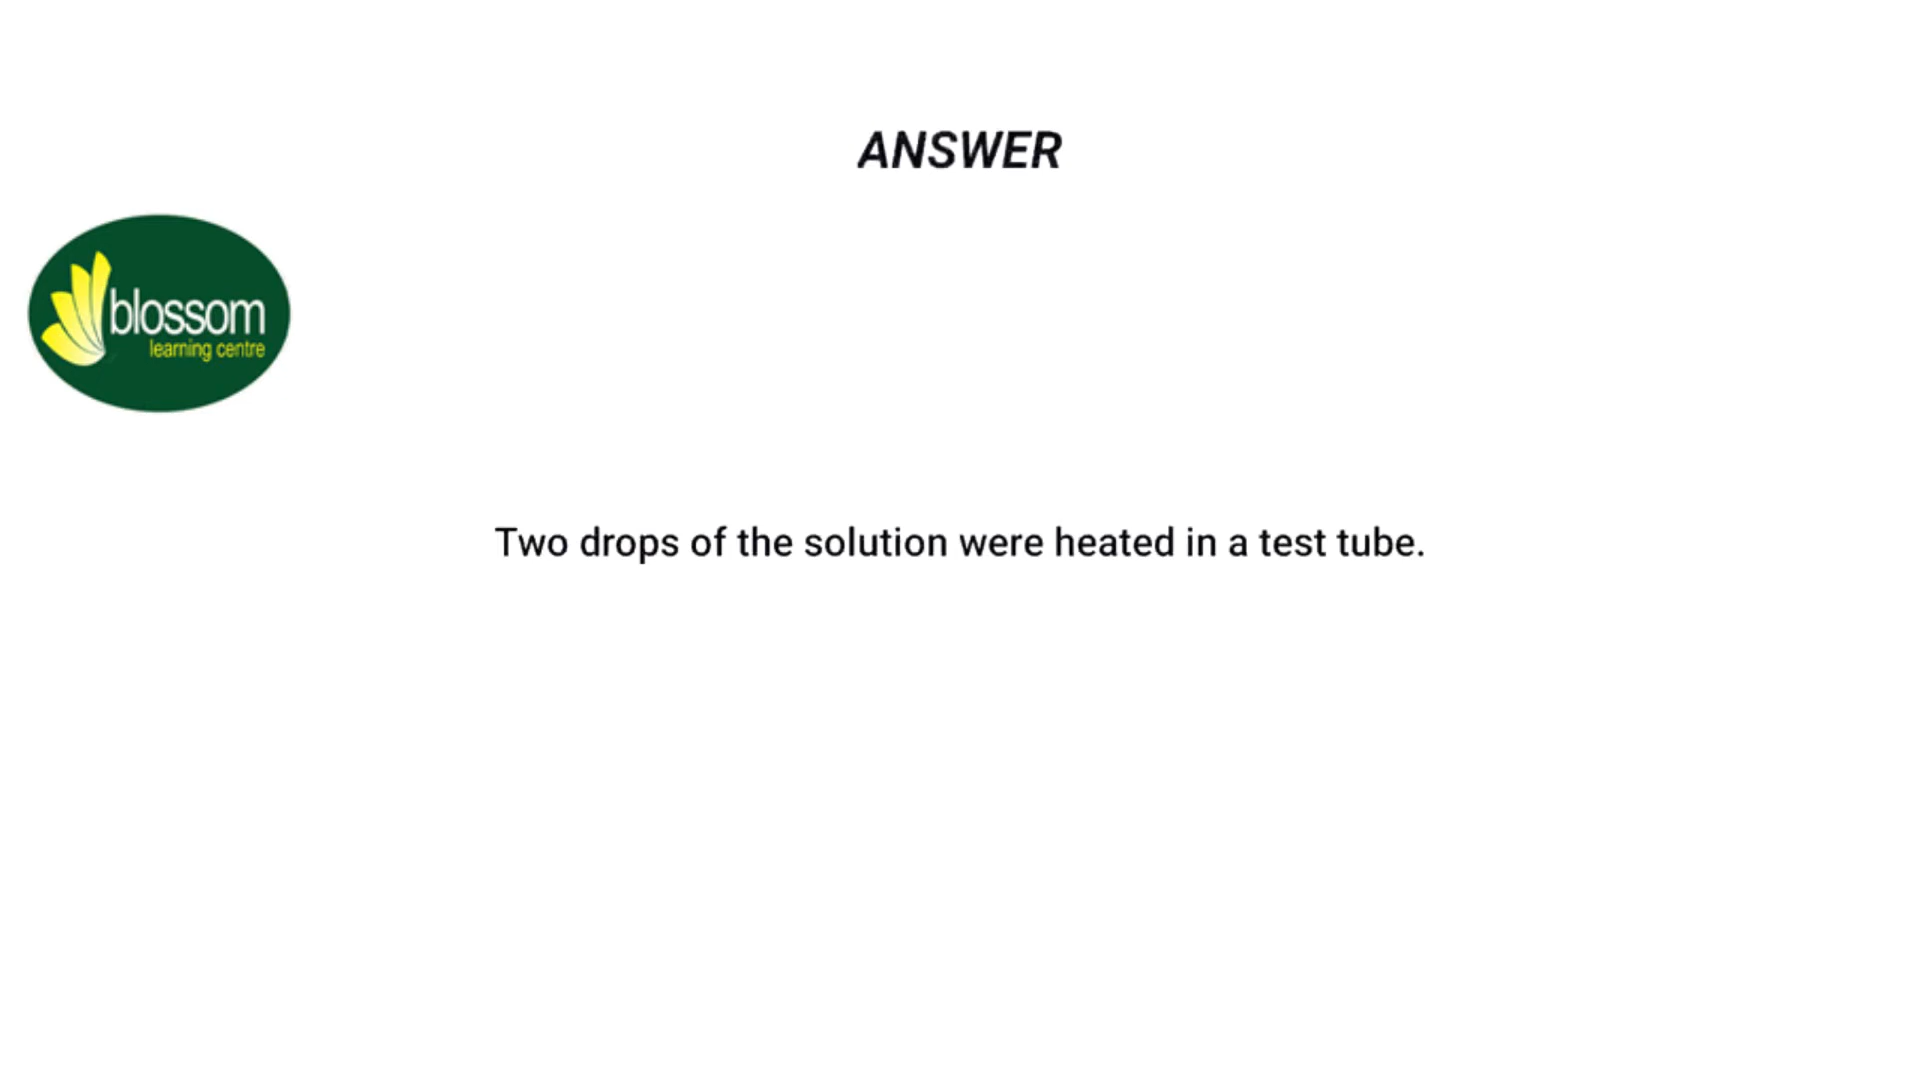 ANSWER
blossom
learning centre
Two drops of the solution were heated in a test tube.